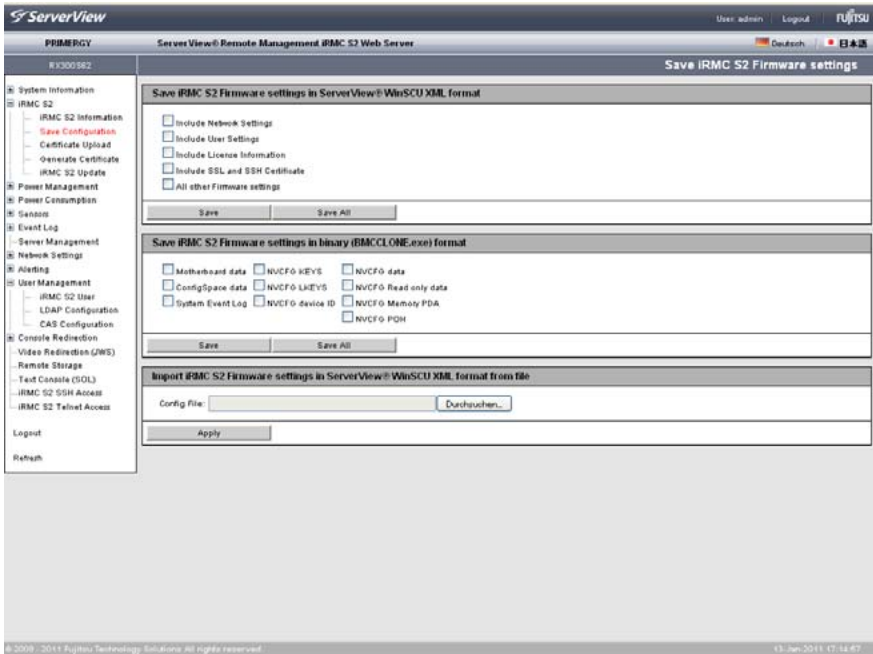 ServerView
User: admin Logout FUJITSU
PRIMERGY ServerView® Remote Management iRMC S2 Web Server Deutsch 日本語
RX300S62 Save iRMC S2 Firmware settings
System Information
iRMC S2
iRMC S2 Information
Save Configuration
Certificate Upload
Generate Certificate
iRMC S2 Update
Power Management
Power Consumption
Sensors
Event Log
Server Management
Network Settings
Alerting
User Management
iRMC S2 User
LDAP Configuration
CAS Configuration
Console Redirection
Video Redirection (JWS)
Remote Storage
Text Console (SOL)
iRMC S2 SSH Access
iRMC S2 Telnet Access
Logout
Refresh
Save iRMC S2 Firmware settings in ServerView® WinSCU XML format
Include Network Settings
Include User Settings
Include License Information
Include SSL and SSH Certificate
All other Firmware settings
Save Save All
Save iRMC S2 Firmware settings in binary (BMCCLONE.exe) format
Motherboard data NVCFG KEYS NVCFG data
ConfigSpace data NVCFG LKEYS NVCFG Read only data
System Event Log NVCFG device ID NVCFG Memory PDA
NVCFG POH
Save Save All
Import iRMC S2 Firmware settings in ServerView® WinSCU XML format from file
Config File: Durchsuchen...
Apply
© 2009 - 2011 Fujitsu Technology Solutions All rights reserved. 13-Jan-2011 17:14:57